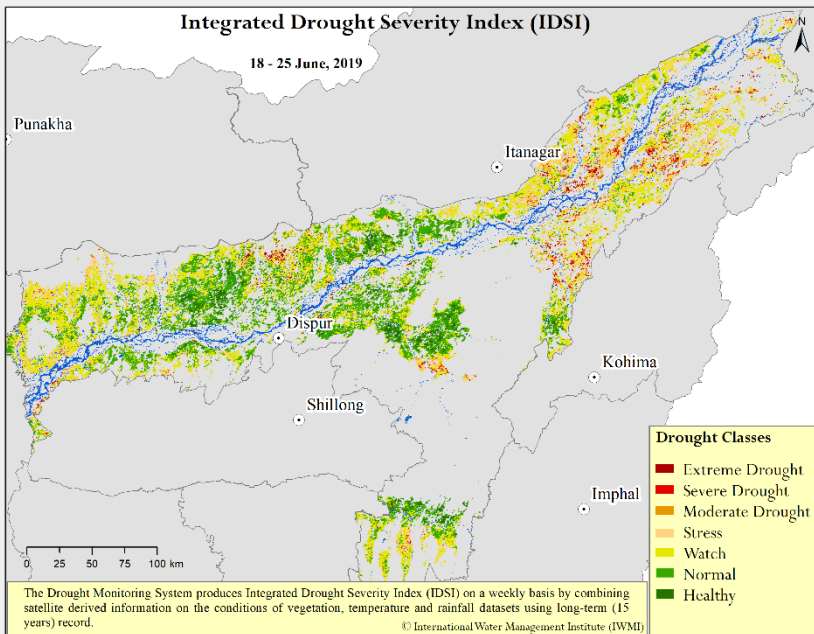 Integrated Drought Severity Index (IDSI)
18 - 25 June, 2019
N
Punakha
Itanagar
Dispur
Kohima
Shillong
Imphal
Drought Classes
Extreme Drought
Severe Drought
Moderate Drought
Stress
Watch
Normal
Healthy
0 25 50 100 km
The Drought Monitoring System produces Integrated Drought Severity Index (IDSI) on a weekly basis by combining
satellite derived information on the conditions of vegetation, temperature and rainfall datasets using long-term (15
years) record.
© International Water Management Institute (IWMI)